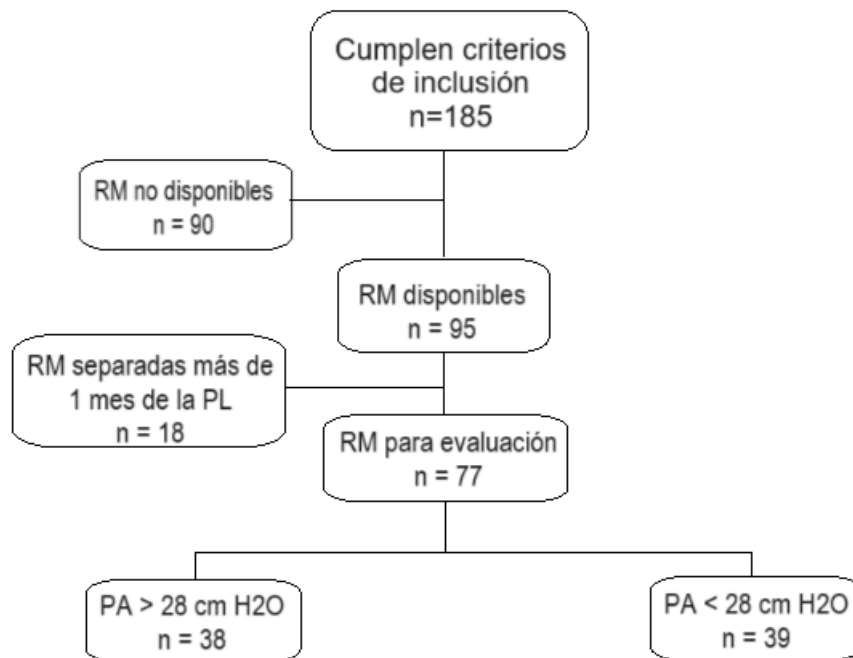 Cumplen criterios
de inclusión
n=185
RM no disponibles
n = 90
RM disponibles
n = 95
RM separadas más de
1 mes de la PL
n = 18
RM para evaluación
n = 77
PA > 28 cm H2O
n = 38
PA < 28 cm H2O
n = 39